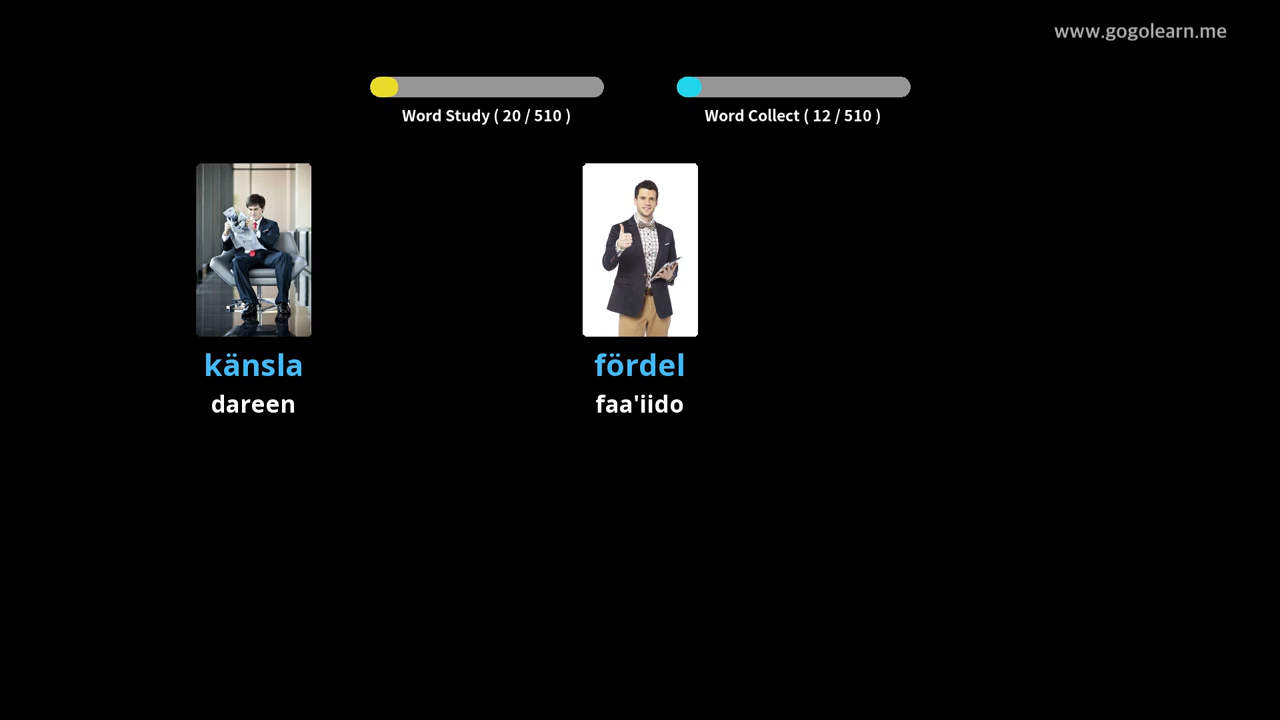 www.gogolearn.me
Word Study ( 20 / 510 )
Word Collect ( 12 / 510 )
känsla
dareen
fördel
faa'iido